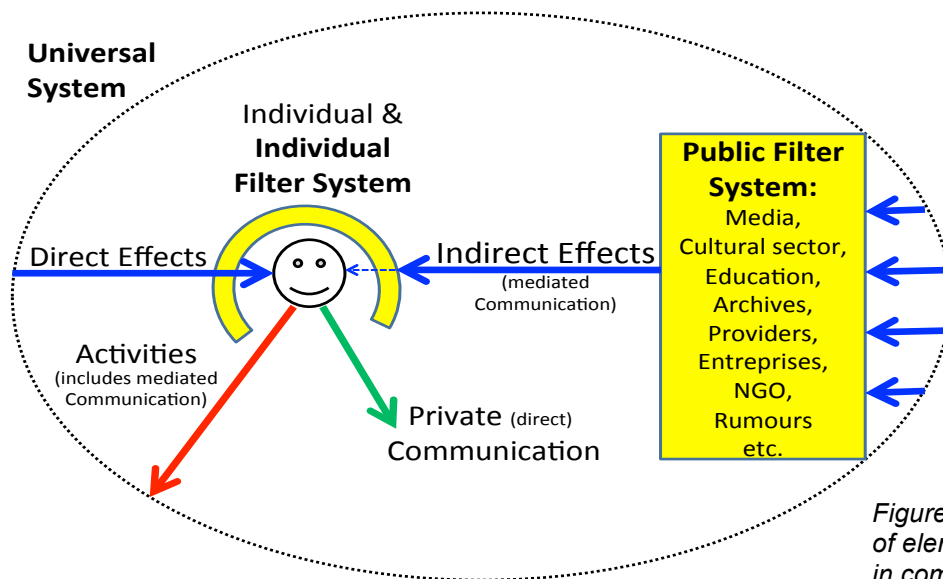 Universal
System
Individual &
Individual
Filter System
Public Filter
System:
Media,
Cultural sector,
Education,
Archives,
Providers,
Entreprises,
NGO,
Rumours
etc.
Direct Effects
Indirect Effects
(mediated
Communication)
Activities
(includes mediated
Communication)
Private (direct)
Communication
Figure
of
in